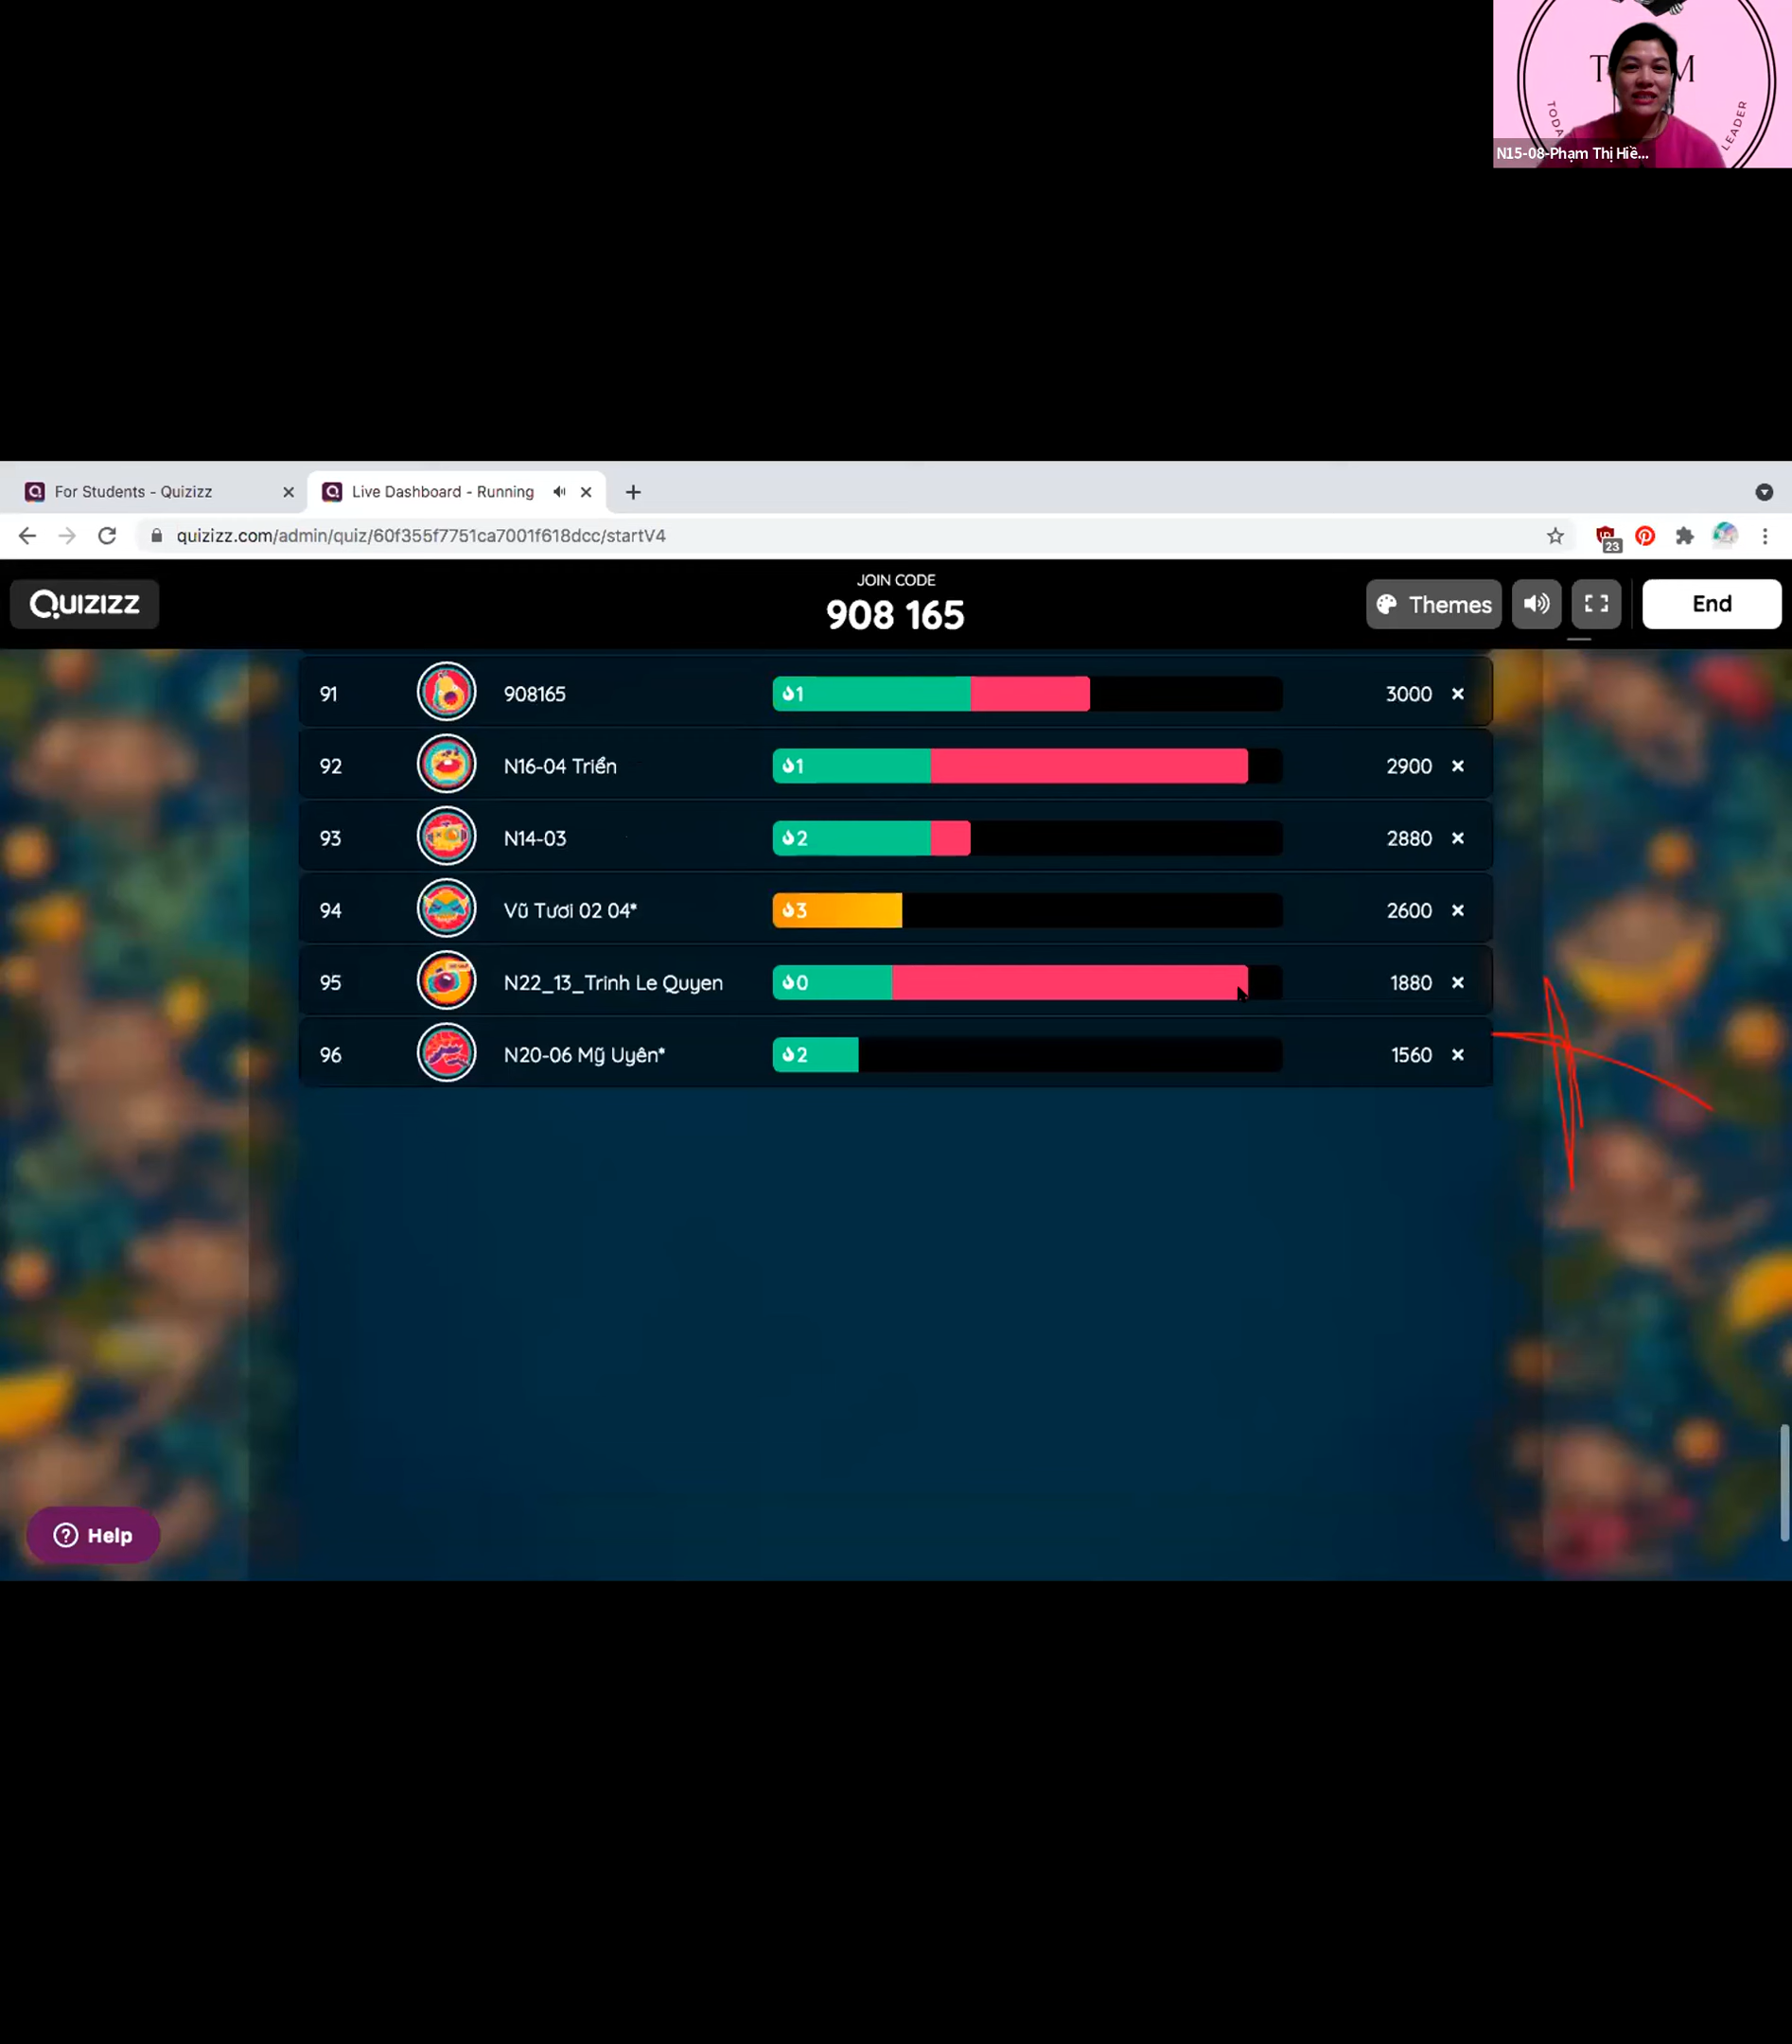 T M
TODA LEADER
N15-08-Phạm Thị Hiề...
For Students - Quizizz
Live Dashboard - Running
quizizz.com/admin/quiz/60f355f7751ca7001f618dcc/startV4
23
Quizizz
JOIN CODE
908 165
Themes
End
91 908165 1 3000
92 N16-04 Triển 1 2900
93 N14-03 2 2880
94 Vũ Tươi 02 04* 3 2600
95 N22_13_Trinh Le Quyen 0 1880
96 N20-06 Mỹ Uyên* 2 1560
Help